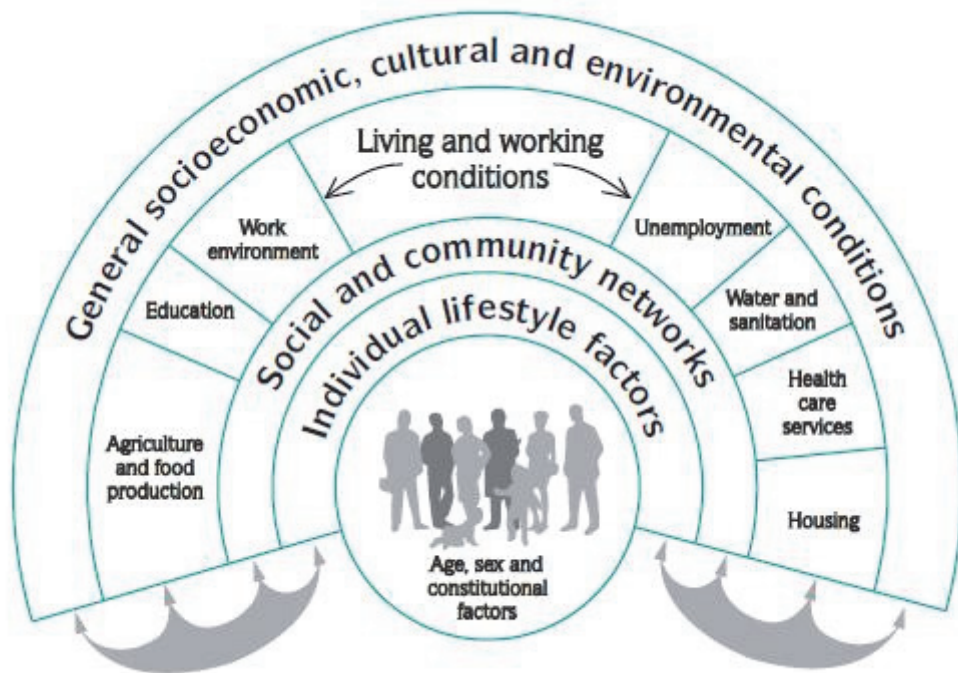 General socioeconomic, cultural and environmental conditions
Living and working
conditions
Work
environment
Unemployment
Education
Water and
sanitation
Agriculture
and food
production
Health
care
services
Housing
Social and community networks
Individual lifestyle factors
Age, sex and
constitutional
factors